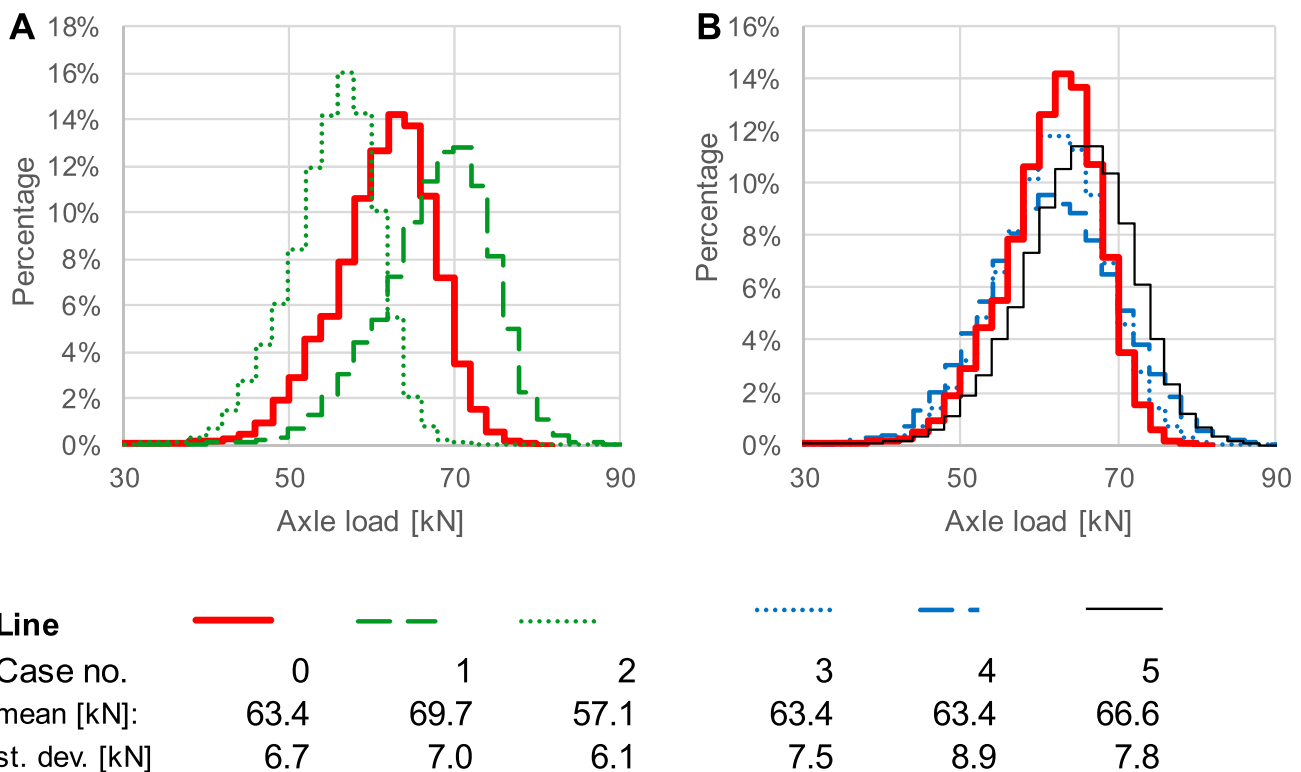 A
18%
16%
14%
12%
10%
8%
6%
4%
2%
0%
Percentage
30 50 70 90
Axle load [kN]
B
16%
14%
12%
10%
8%
6%
4%
2%
0%
Percentage
30 50 70 90
Axle load [kN]
Line
Case no. 0 1 2 3 4 5
mean [kN]: 63.4 69.7 57.1 63.4 63.4 66.6
st. dev. [kN] 6.7 7.0 6.1 7.5 8.9 7.8